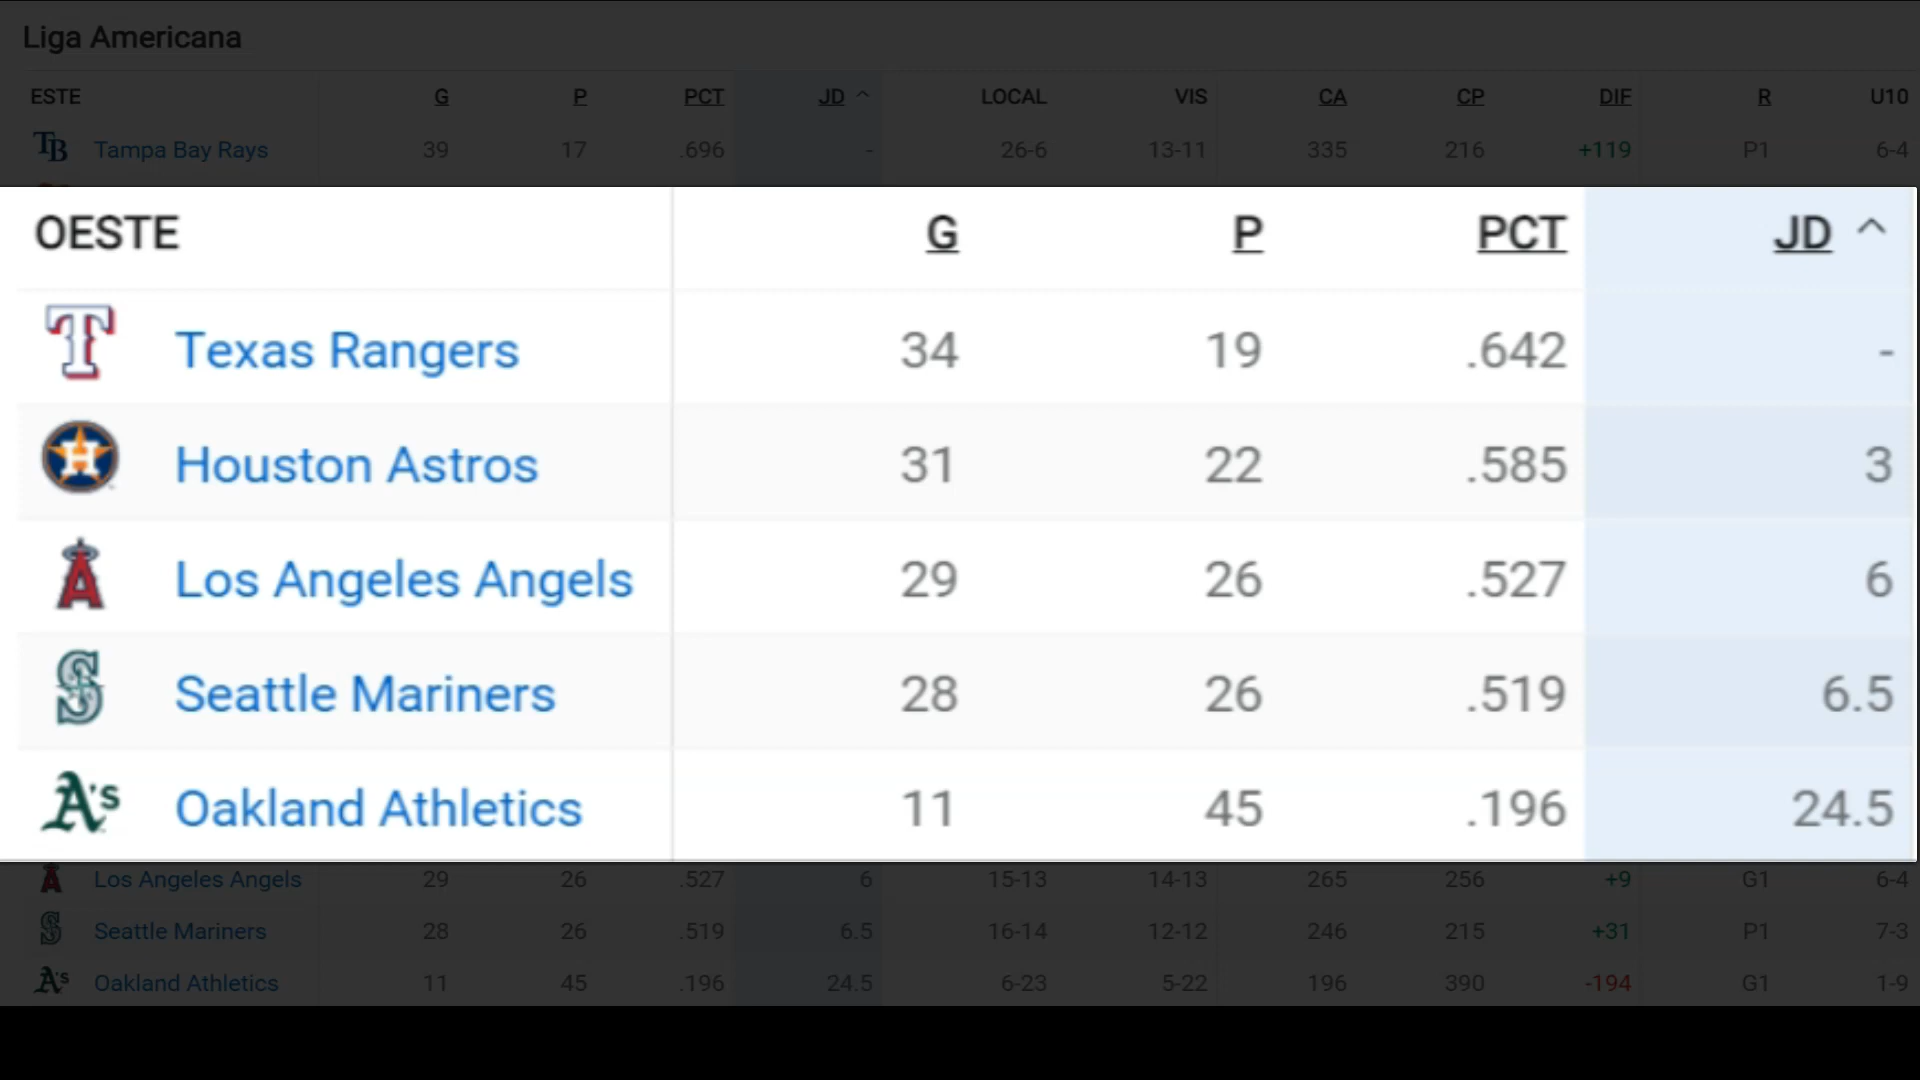 Liga Americana
ESTE G P PCT JD ^ LOCAL VIS CA CP DIF R U10
TB Tampa Bay Rays 39 17 .696 - 26-6 13-11 335 216 +119 P1 6-4
OESTE G P PCT JD ^
T Texas Rangers 34 19 .642 -
H Houston Astros 31 22 .585 3
A Los Angeles Angels 29 26 .527 6
S Seattle Mariners 28 26 .519 6.5
A's Oakland Athletics 11 45 .196 24.5
A Los Angeles Angels 29 26 .527 6 15-13 14-13 265 256 +9 G1 6-4
S Seattle Mariners 28 26 .519 6.5 16-14 12-12 246 215 +31 P1 7-3
A's Oakland Athletics 11 45 .196 24.5 6-23 5-22 196 390 -194 G1 1-9